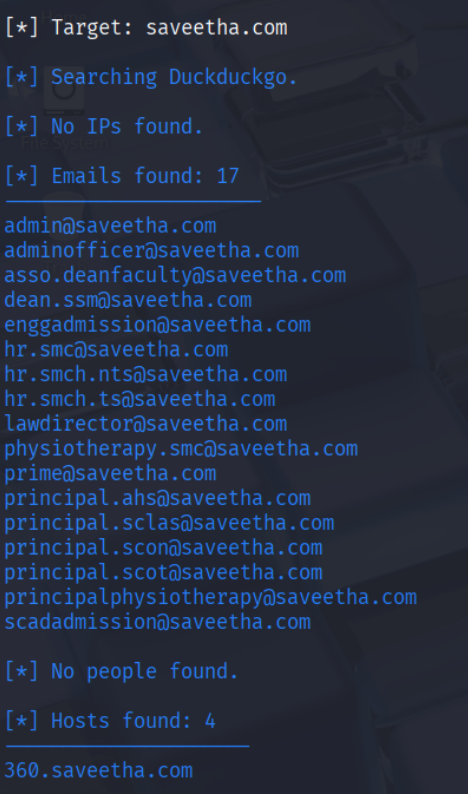 [*] Target: saveetha.com
[*] Searching Duckduckgo.
[*] No IPs found.
[*] Emails found: 17
----------------------
admin@saveetha.com
adminofficer@saveetha.com
asso.deanfaculty@saveetha.com
dean.ssm@saveetha.com
enggadmission@saveetha.com
hr.smc@saveetha.com
hr.smch.nts@saveetha.com
hr.smch.ts@saveetha.com
lawdirector@saveetha.com
physiotherapy.smc@saveetha.com
prime@saveetha.com
principal.ahs@saveetha.com
principal.sclas@saveetha.com
principal.scon@saveetha.com
principal.scot@saveetha.com
principalphysiotherapy@saveetha.com
scadadmission@saveetha.com
[*] No people found.
[*] Hosts found: 4
---------------------
360.saveetha.com